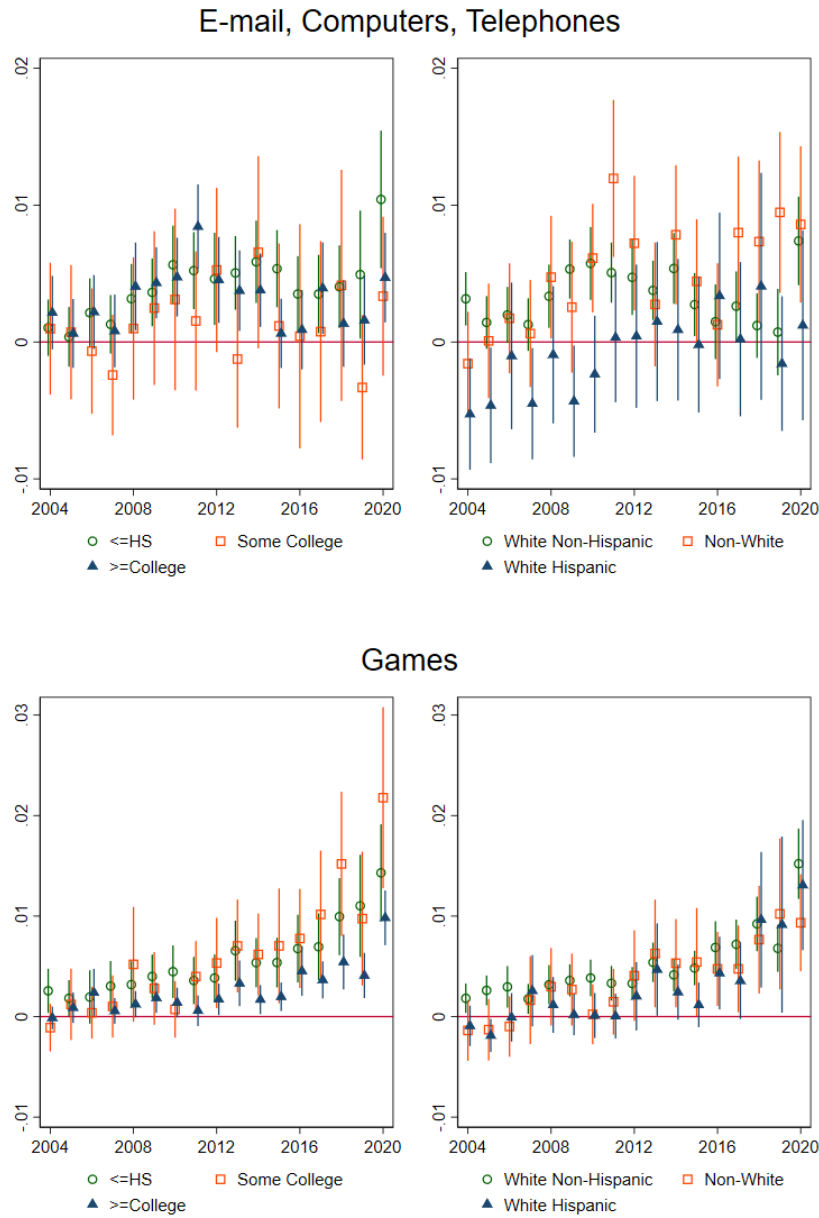 E-mail, Computers, Telephones
.02
.01
0
-.01
2004 2008 2012 2016 2020
<=HS Some College
>=College
.02
.01
0
-.01
2004 2008 2012 2016 2020
White Non-Hispanic Non-White
White Hispanic
Games
.03
.02
.01
0
-.01
2004 2008 2012 2016 2020
<=HS Some College
>=College
.03
.02
.01
0
-.01
2004 2008 2012 2016 2020
White Non-Hispanic Non-White
White Hispanic